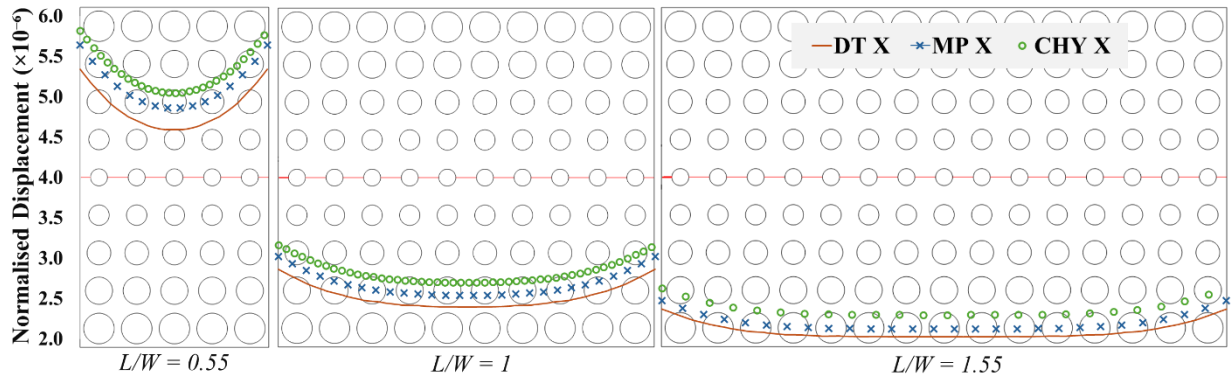 Normalised Displacement (×10⁻⁶)
6.0
5.5
5.0
4.5
4.0
3.5
3.0
2.5
2.0
DT X MP X CHY X
L/W = 0.55
L/W = 1
L/W = 1.55